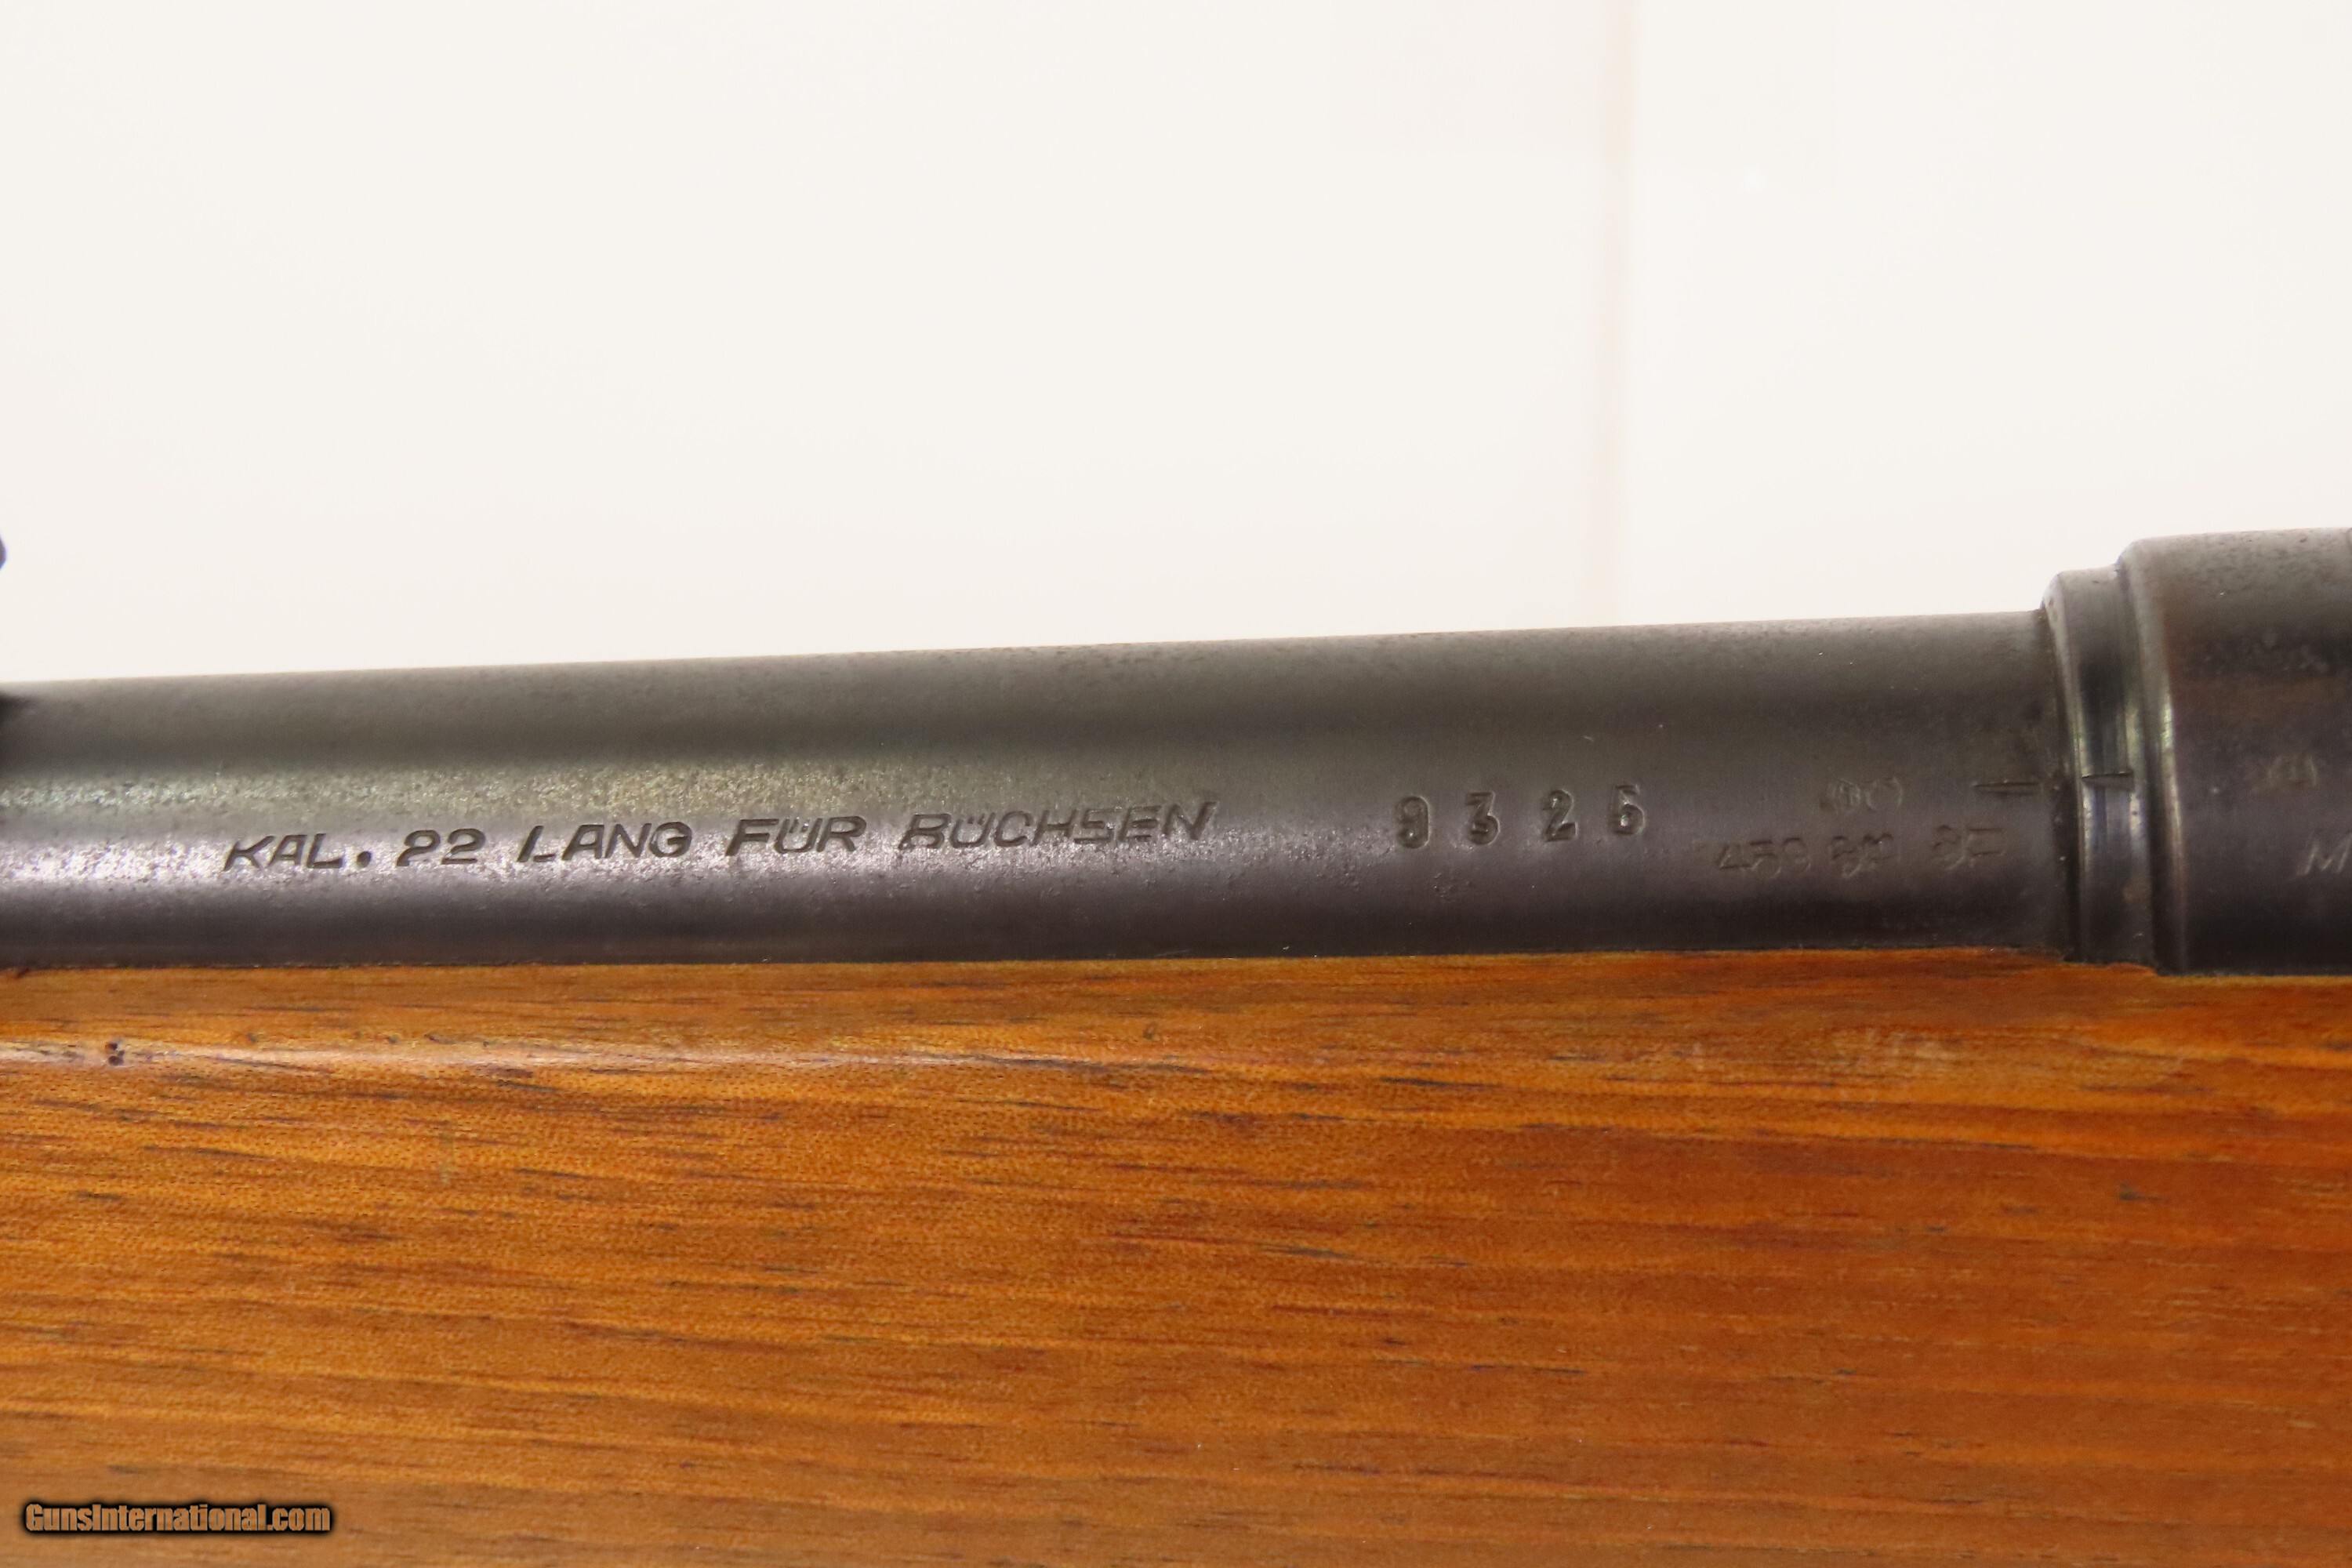 KAL. 22 LANG FÜR BÜCHSEN 9326
GunsInternational.com